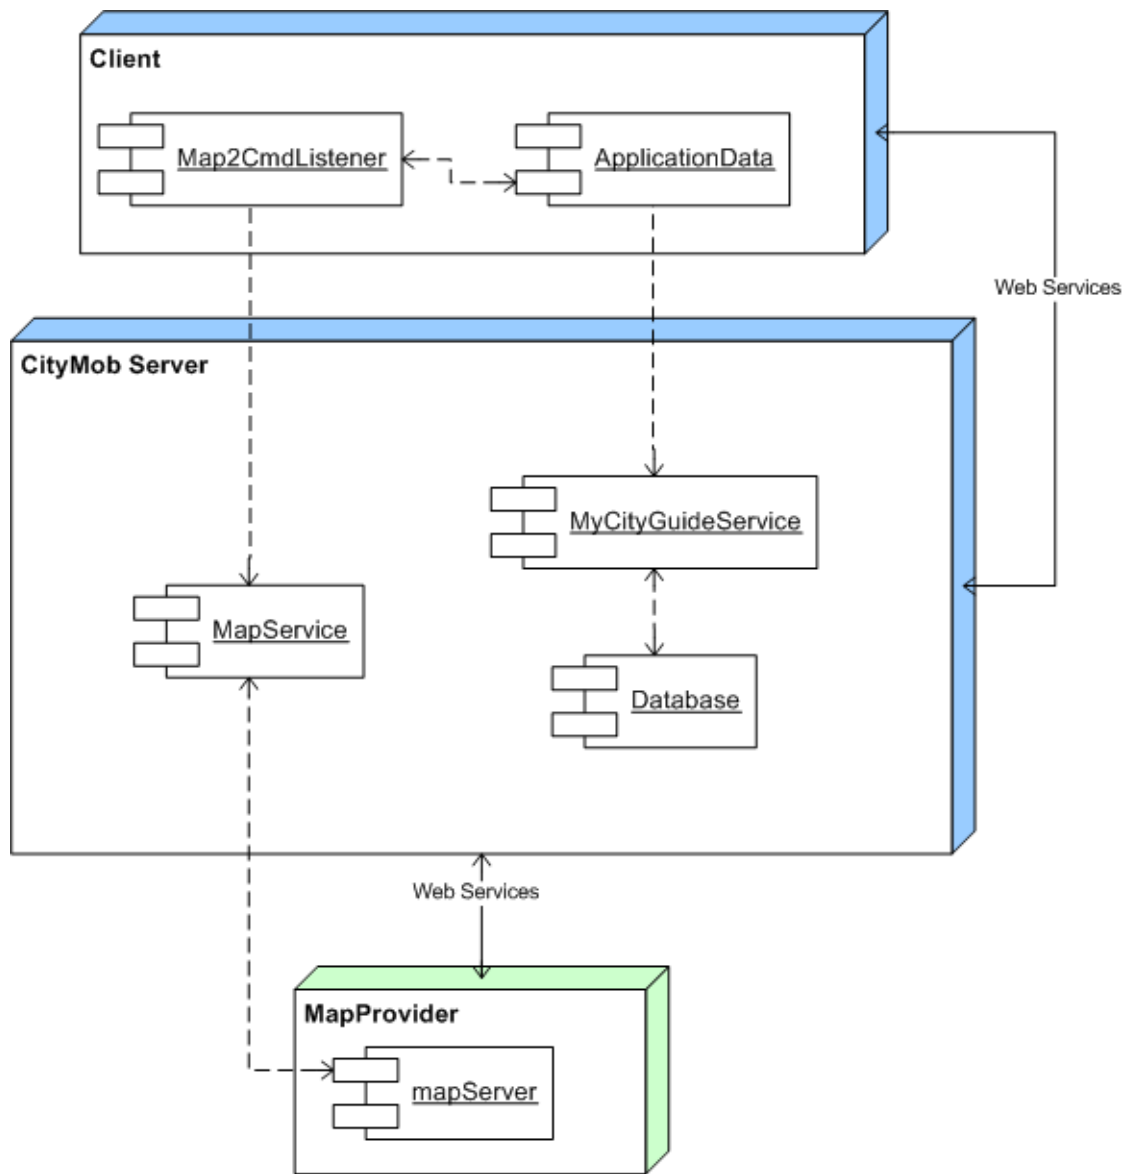 Client
Map2CmdListener
ApplicationData
Web Services
CityMob Server
MyCityGuideService
MapService
Database
Web Services
MapProvider
mapServer